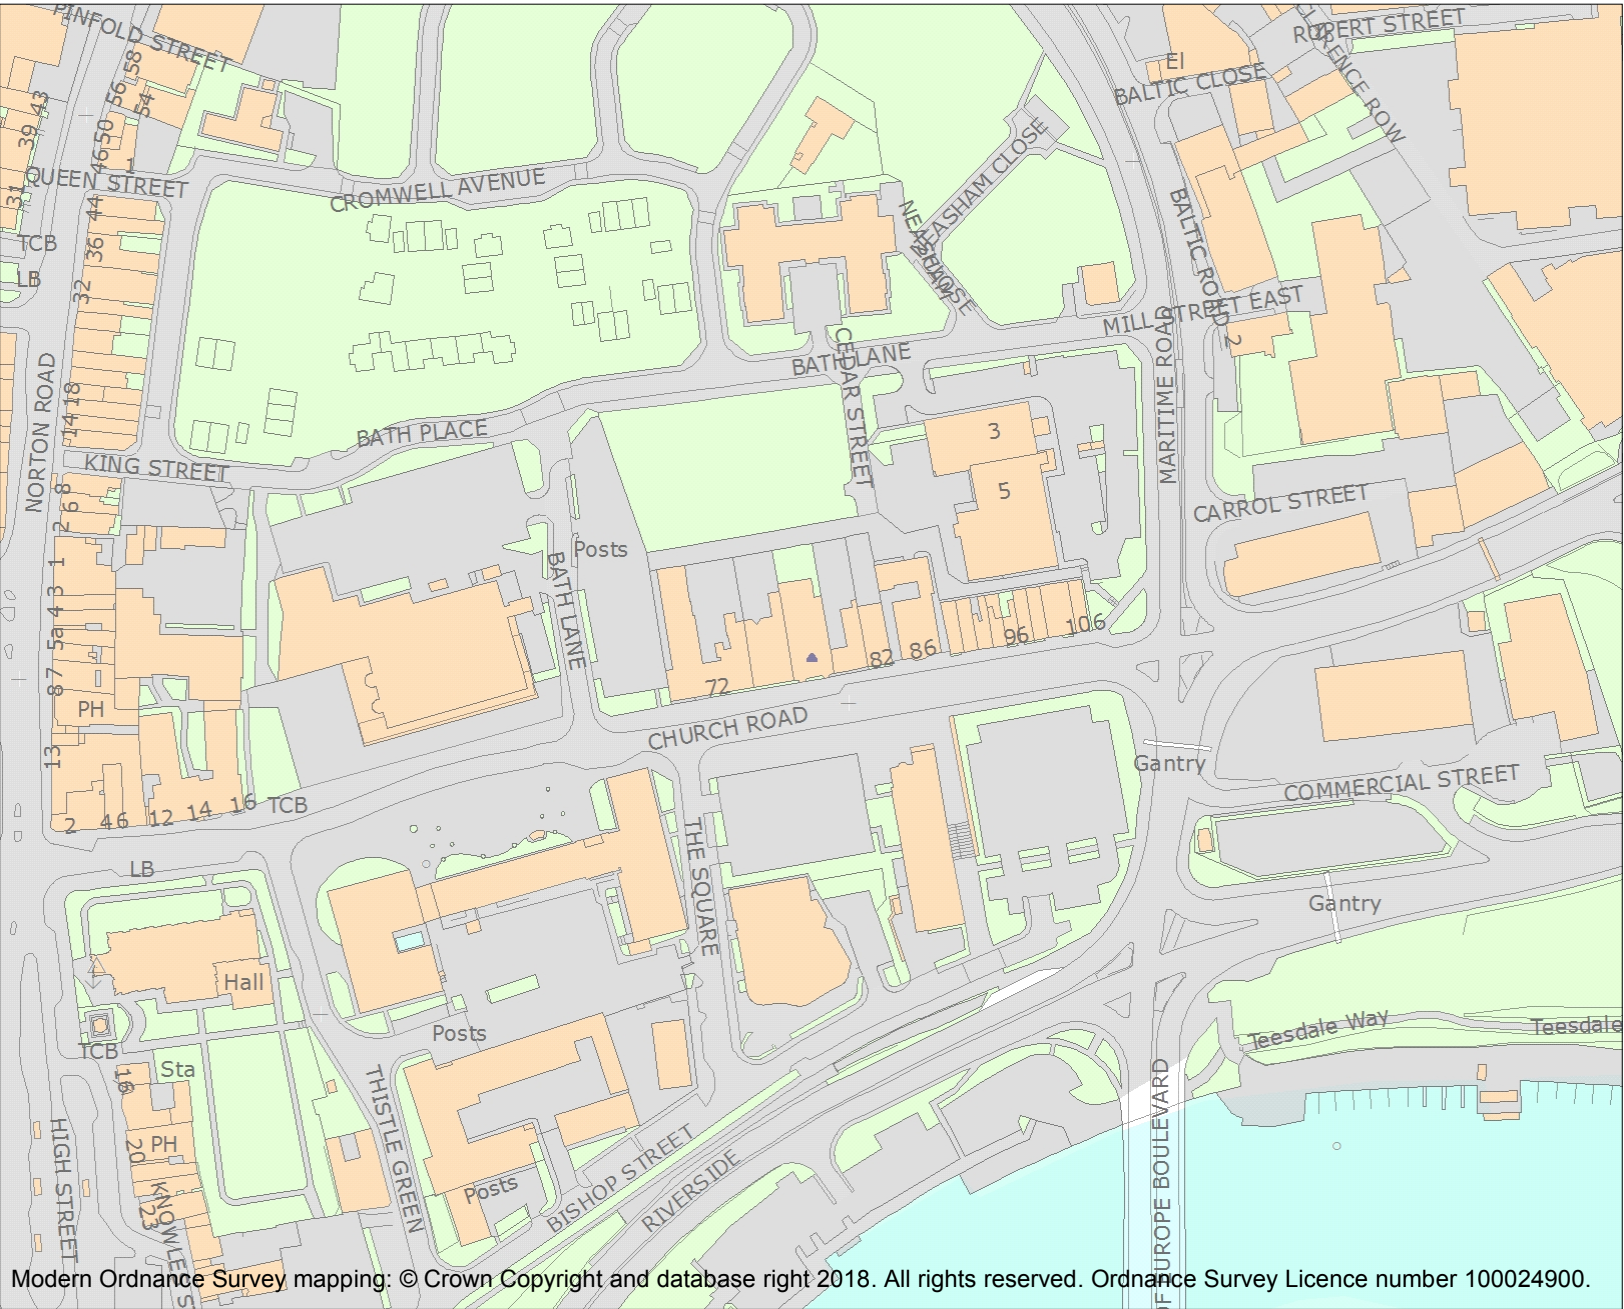 PINFOLD STREET
58
56
54
50
46
1
43
39
31
QUEEN STREET
CROMWELL AVENUE
44
TCB
36
LB
32
NORTON ROAD
18
14
BATH PLACE
KING STREET
8
6
2
1
3
4
5a
7
8
PH
13
2
4 6
12
14
16
TCB
LB
El
BALTIC CLOSE
RUPERT STREET
BALTIC ROAD
NEASHAM CLOSE
MILL STREET EAST
2
MARITIME ROAD
BATH LANE
CEDAR STREET
3
5
CARROL STREET
Posts
BATH LANE
72
82
86
96
106
CHURCH ROAD
Gantry
COMMERCIAL STREET
THE SQUARE
Gantry
Hall
Posts
TCB
Sta
18
Teesdale Way
Teesdale
THISTLE GREEN
PH
20
HIGH STREET
23
Posts
BISHOP STREET
RIVERSIDE
EUROPE BOULEVARD
Modern Ordnance Survey mapping: © Crown Copyright and database right 2018. All rights reserved. Ordnance Survey Licence number 100024900.